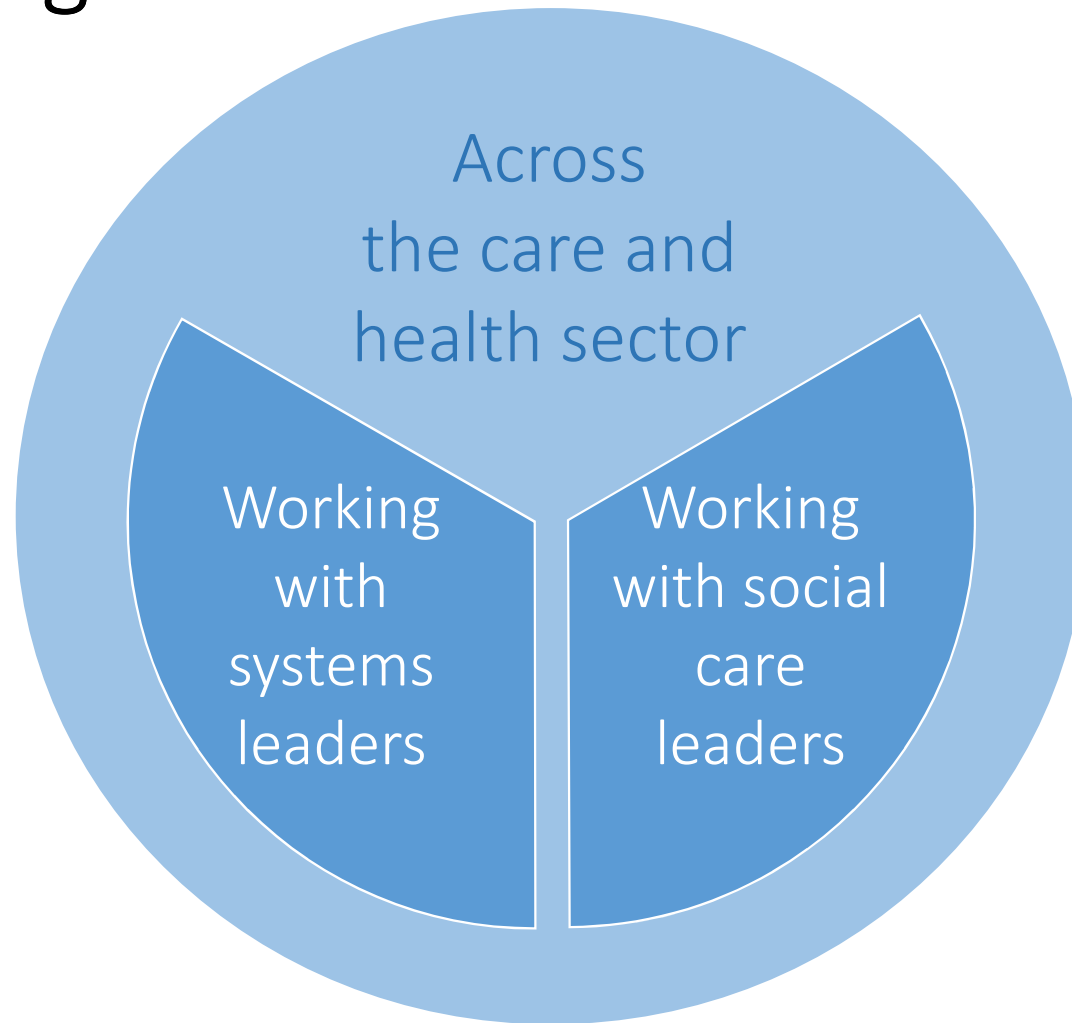 Across
the care and
health sector
Working
with
systems
leaders
Working
with social
care
leaders